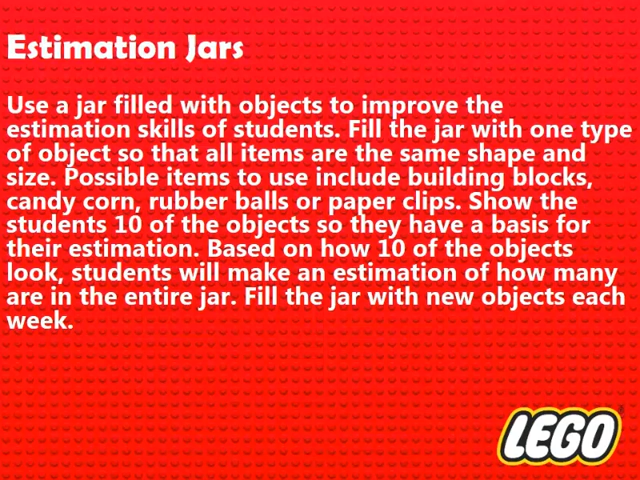 Estimation Jars
Use a jar filled with objects to improve the
estimation skills of students. Fill the jar with one type
of object so that all items are the same shape and
size. Possible items to use include building blocks,
candy corn, rubber balls or paper clips. Show the
students 10 of the objects so they have a basis for
their estimation. Based on how 10 of the objects
look, students will make an estimation of how many
are in the entire jar. Fill the jar with new objects each
week.
LEGO